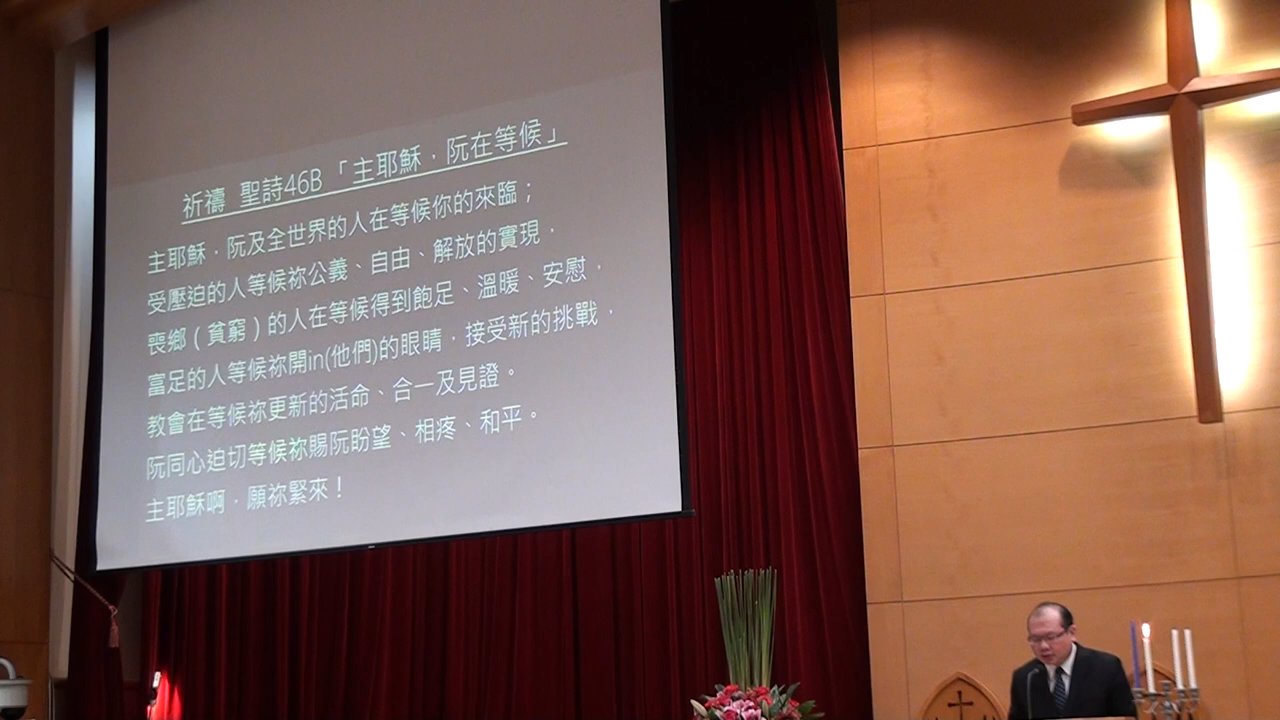 祈禱 聖詩46B「主耶穌，阮在等候」
主耶穌，阮及全世界的人在等候你的來臨；
受壓迫的人等候祢公義、自由、解放的實現，
喪鄉（貧窮）的人在等候得到飽足、溫暖、安慰，
富足的人等候祢開in(他們)的眼睛，接受新的挑戰，
教會在等候祢更新的活命、合一及見證。
阮同心迫切等候祢賜阮盼望、相疼、和平。
主耶穌啊，願祢緊來！